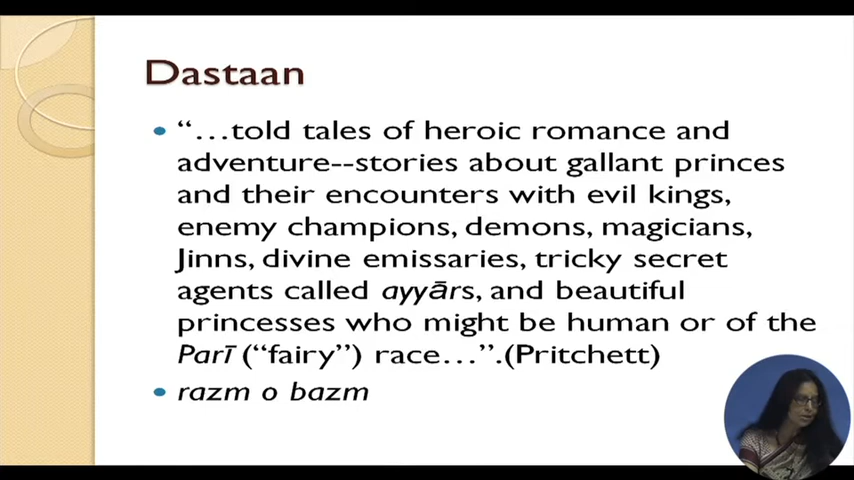 Dastaan
• “…told tales of heroic romance and
adventure--stories about gallant princes
and their encounters with evil kings,
enemy champions, demons, magicians,
Jinns, divine emissaries, tricky secret
agents called ayyārs, and beautiful
princesses who might be human or of the
Parī (“fairy”) race…”.(Pritchett)
• razm o bazm